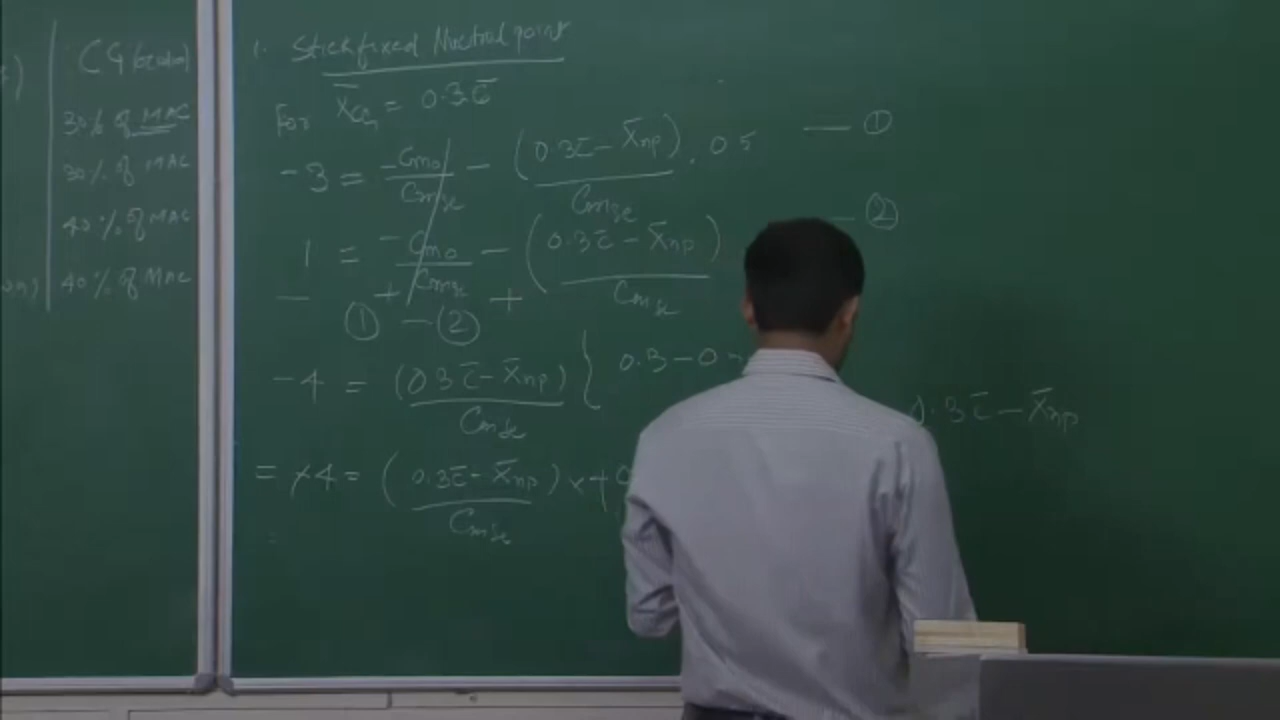 CG (location)
30% of MAC
30% of MAC
40% of MAC
40% of MAC
1. Stick fixed Neutral point
For X̄cg = 0.3c̄
-3 = -Cm₀/Cmδe - (0.3c̄ - X̄np)/Cmδe . 0.5 — ①
1 = -Cm₀/Cmδe - (0.3c̄ - X̄np)/Cmδe — ②
— + +
① - ②
-4 = (0.3c̄ - X̄np)/Cmδe { 0.3 - 0
0.3c̄ - X̄np
= +4 = (0.3c̄ - X̄np)/Cmδe × +0